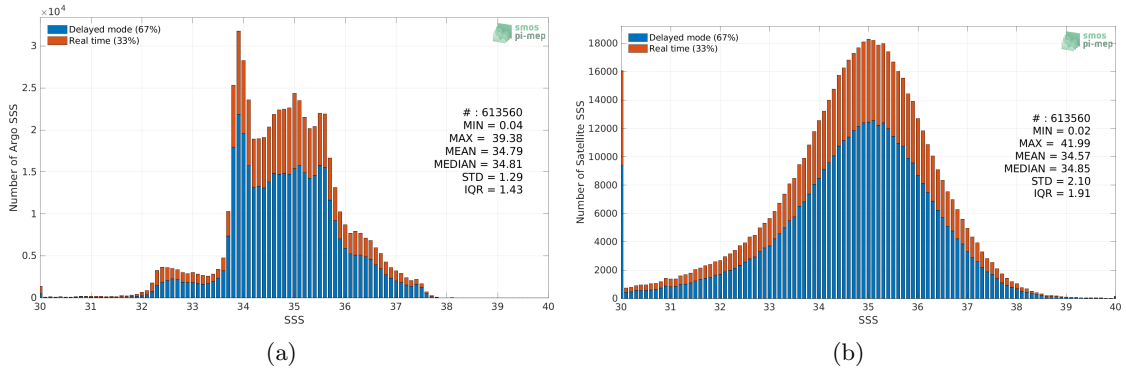 ×10⁴
Delayed mode (67%)
Real time (33%)
smos
pi-mep
3
2.5
2
1.5
1
0.5
0
Number of Argo SSS
# : 613560
MIN = 0.04
MAX = 39.38
MEAN = 34.79
MEDIAN = 34.81
STD = 1.29
IQR = 1.43
30 31 32 33 34 35 36 37 38 39 40
SSS
(a)
Delayed mode (67%)
Real time (33%)
smos
pi-mep
18000
16000
14000
12000
10000
8000
6000
4000
2000
0
Number of Satellite SSS
# : 613560
MIN = 0.02
MAX = 41.99
MEAN = 34.57
MEDIAN = 34.85
STD = 2.10
IQR = 1.91
30 31 32 33 34 35 36 37 38 39 40
SSS
(b)